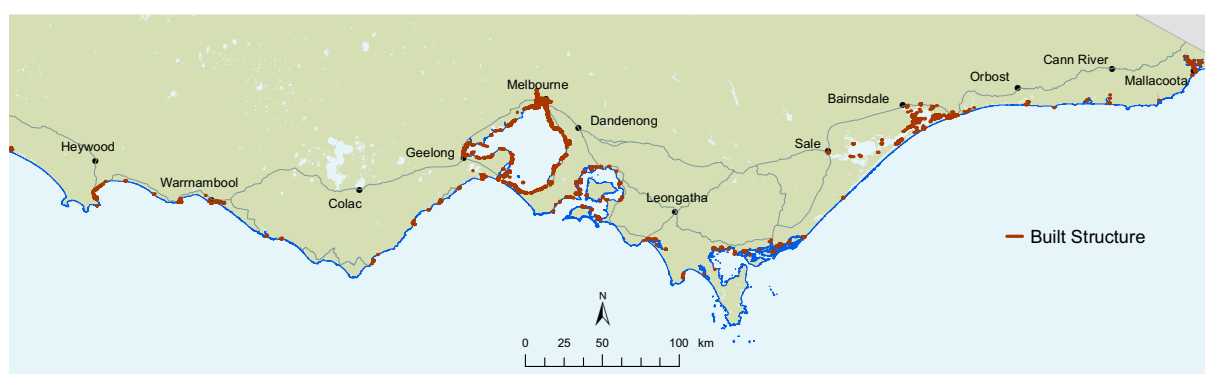 Cann River
Orbost
Mallacoota
Melbourne
Bairnsdale
Dandenong
Heywood
Geelong
Sale
Warrnambool
Colac
Leongatha
Built Structure
N
0 25 50 100 km